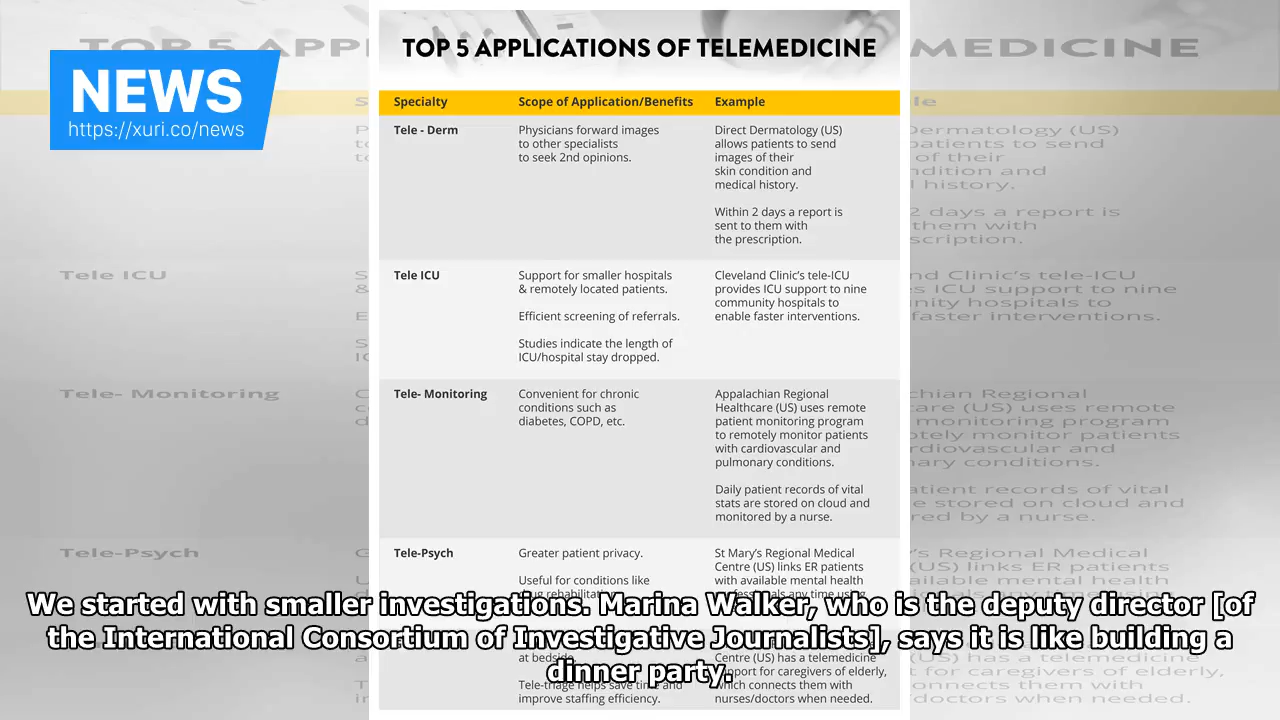 TOP 5 APPLICATIONS OF TELEMEDICINE
NEWS
https://xuri.co/news
Specialty Scope of Application/Benefits Example
Tele - Derm
Physicians forward images
to other specialists
to seek 2nd opinions.
Direct Dermatology (US)
allows patients to send
images of their
skin condition and
medical history.
Within 2 days a report is
sent to them with
the prescription.
Tele ICU
Support for smaller hospitals
& remotely located patients.
Efficient screening of referrals.
Studies indicate the length of
ICU/hospital stay dropped.
Cleveland Clinic's tele-ICU
provides ICU support to nine
community hospitals to
enable faster interventions.
Tele- Monitoring
Convenient for chronic
conditions such as
diabetes, COPD, etc.
Appalachian Regional
Healthcare (US) uses remote
patient monitoring program
to remotely monitor patients
with cardiovascular and
pulmonary conditions.
Daily patient records of vital
stats are stored on cloud and
monitored by a nurse.
Tele-Psych
Greater patient privacy.
Useful for conditions like
St Mary's Regional Medical
Centre (US) links ER patients
with available mental health
at bedside.
Tele-triage helps save time and
improve staffing efficiency.
Centre (US) has a telemedicine
support for caregivers of elderly,
which connects them with
nurses/doctors when needed.
We started with smaller investigations. Marina Walker, who is the deputy director [of
the International Consortium of Investigative Journalists], says it is like building a
dinner party.